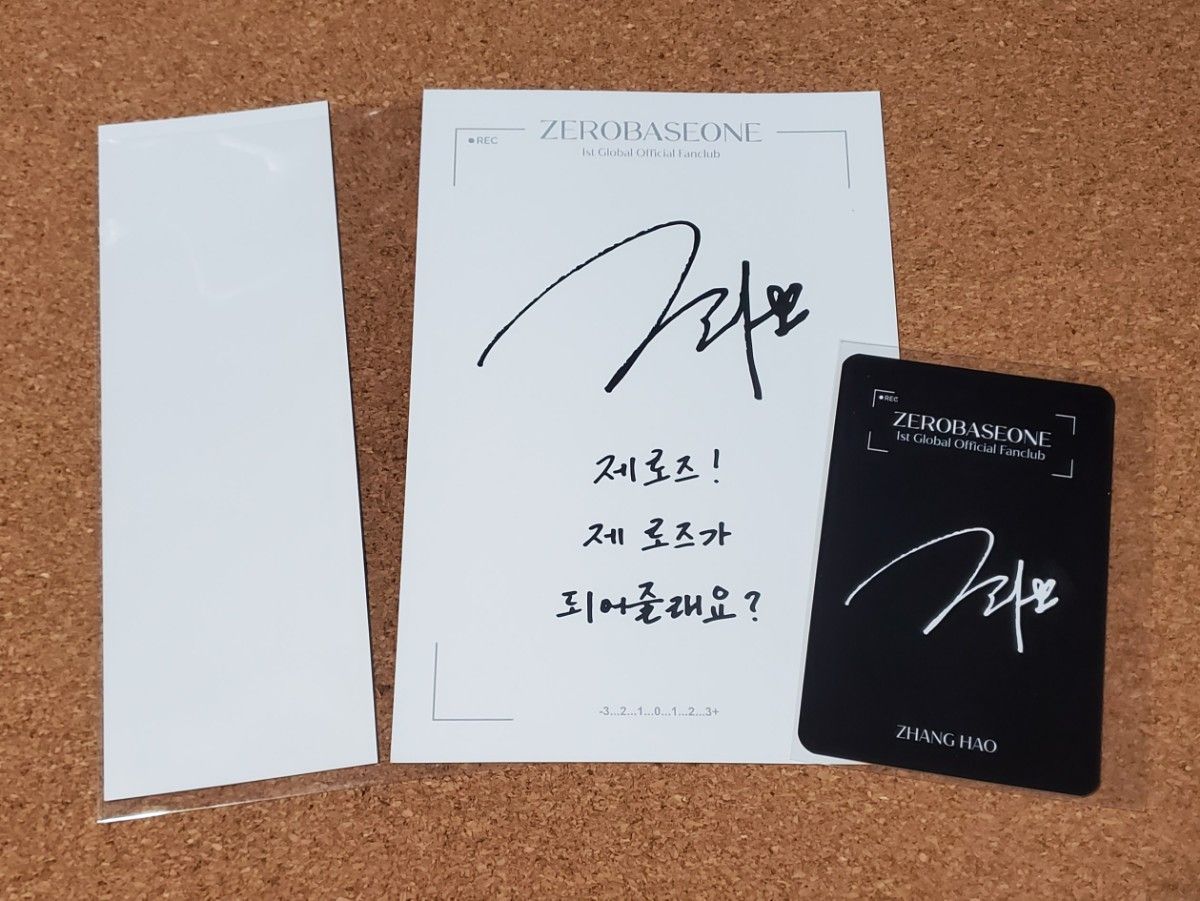 REC
ZEROBASEONE
1st Global Official Fanclub
제로즈!
제 로즈가
되어줄래요?
-3...2...1...0...1...2...3+
REC
ZEROBASEONE
1st Global Official Fanclub
ZHANG HAO